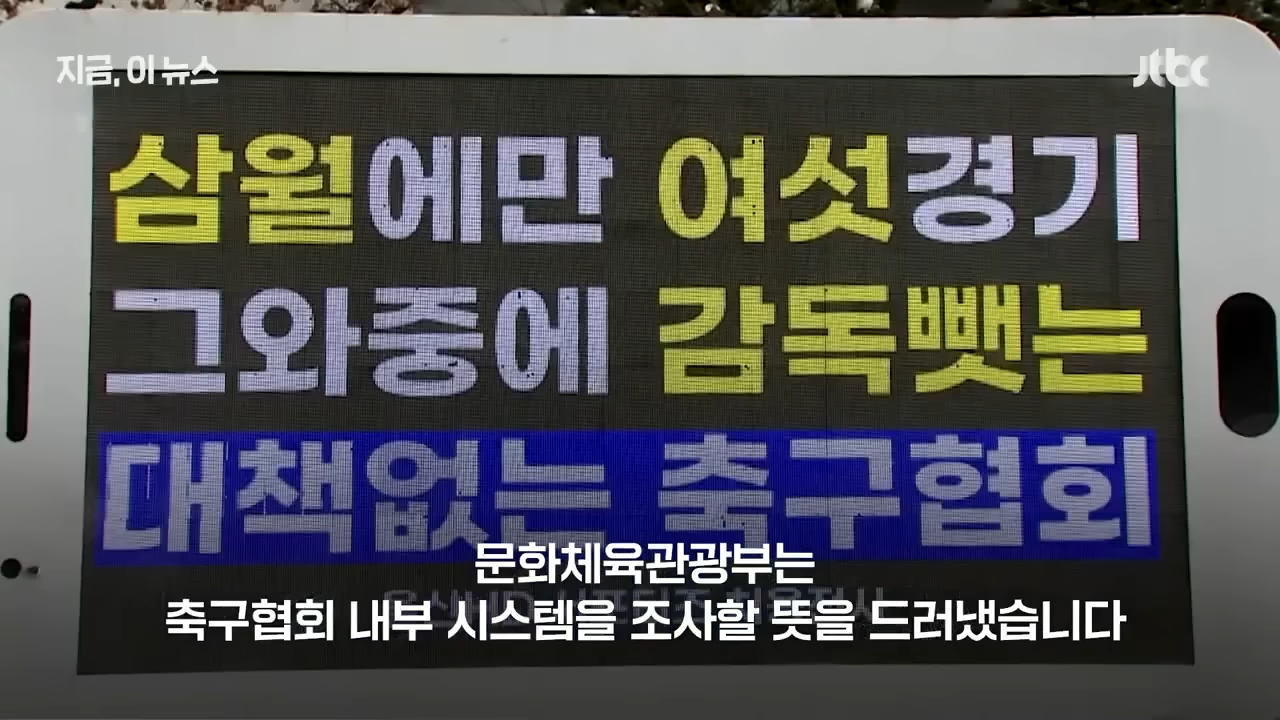 지금, 이 뉴스
jtbc
삼월에만 여섯경기
그와중에 감독뺏는
대책없는 축구협회
문화체육관광부는
축구협회 내부 시스템을 조사할 뜻을 드러냈습니다